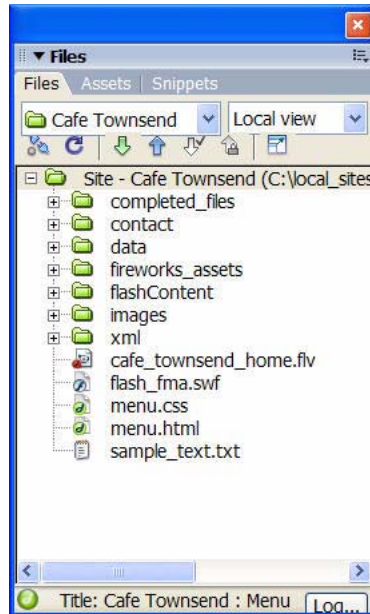 Files
Files Assets Snippets
Cafe Townsend Local view
Site - Cafe Townsend (C:\local_sites
completed_files
contact
data
fireworks_assets
flashContent
images
xml
cafe_townsend_home.flv
flash_fma.swf
menu.css
menu.html
sample_text.txt
Title: Cafe Townsend : Menu Log...